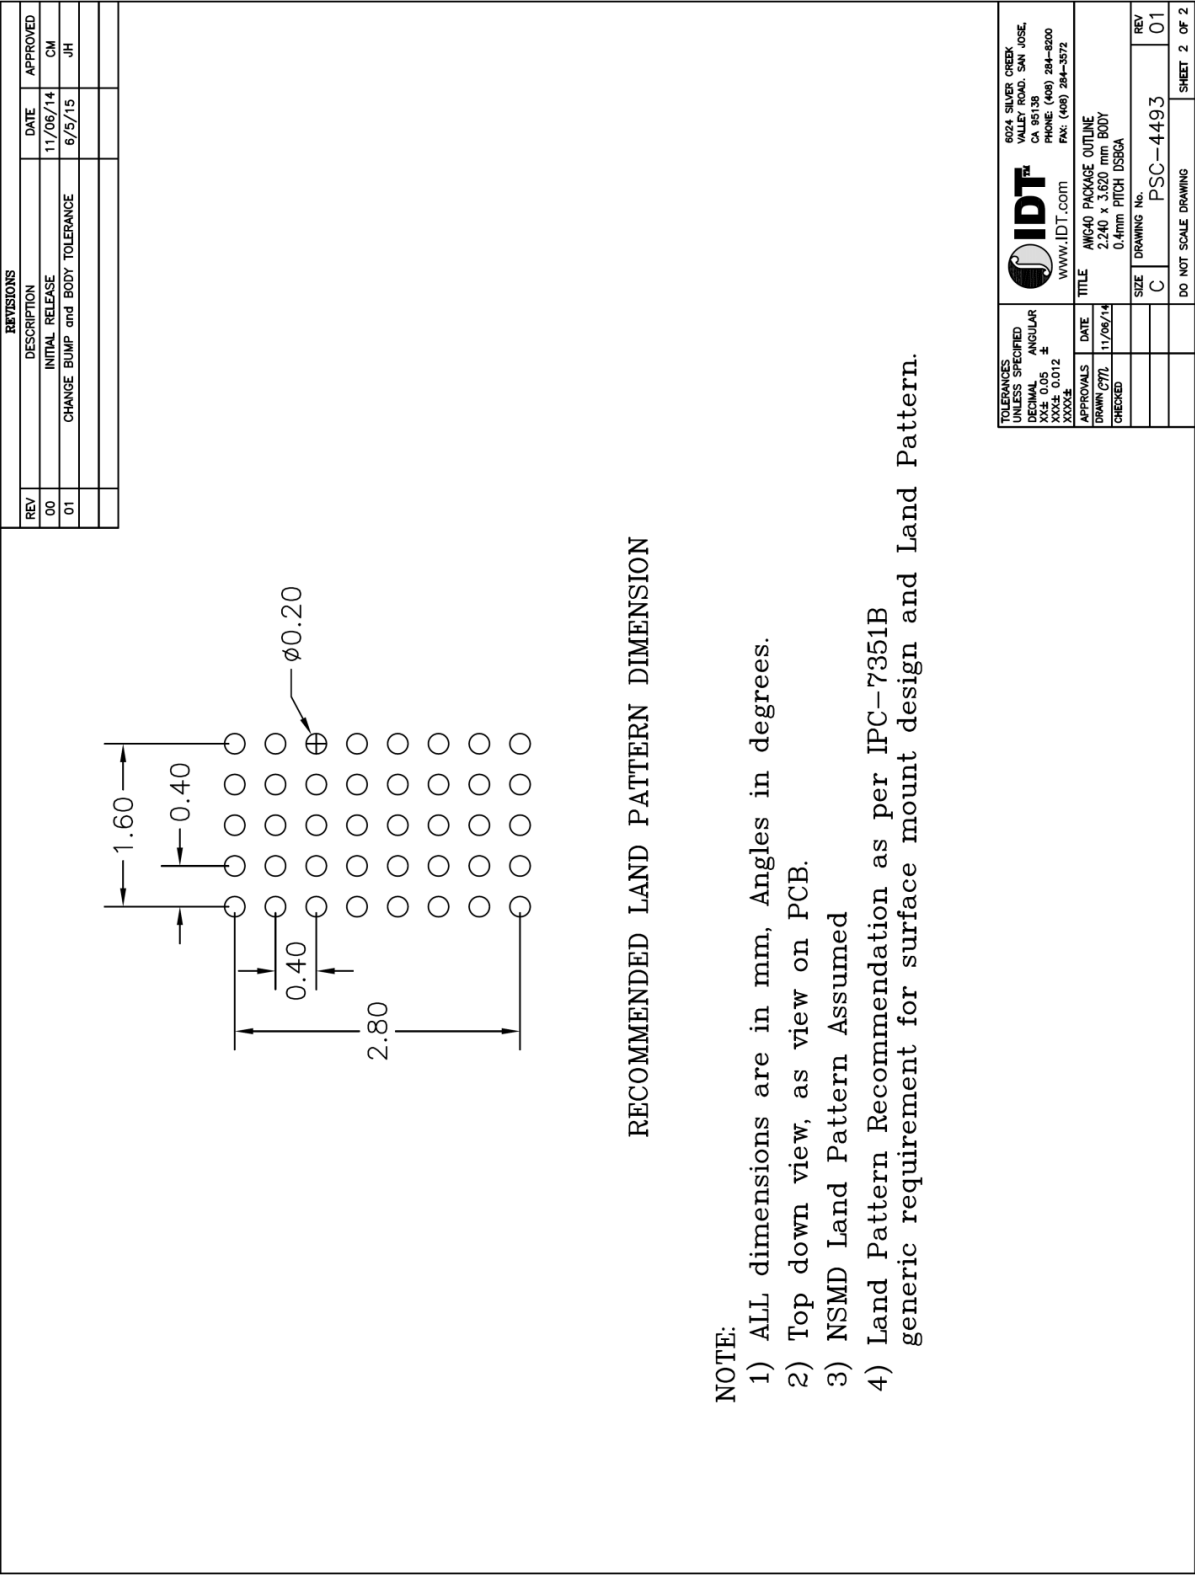 REVISIONS
REV DESCRIPTION DATE APPROVED
00 INITIAL RELEASE 11/06/14 CM
01 CHANGE BUMP and BODY TOLERANCE 6/5/15 JH
1.60
0.40
ø0.20
0.40
2.80
RECOMMENDED LAND PATTERN DIMENSION
NOTE:
1) ALL dimensions are in mm, Angles in degrees.
2) Top down view, as view on PCB.
3) NSMD Land Pattern Assumed
4) Land Pattern Recommendation as per IPC-7351B
generic requirement for surface mount design and Land Pattern.
TOLERANCES
UNLESS SPECIFIED
DECIMAL ANGULAR
XX± 0.05 ±
XXX± 0.012
XXXX±
IDT™
www.IDT.com
6024 SILVER CREEK
VALLEY ROAD. SAN JOSE,
CA 95138
PHONE: (408) 284-8200
FAX: (408) 284-3572
APPROVALS DATE
DRAWN CM 11/06/14
CHECKED
TITLE AWG40 PACKAGE OUTLINE
2.240 x 3.620 mm BODY
0.4mm PITCH DSBGA
SIZE DRAWING No. REV
C PSC-4493 01
DO NOT SCALE DRAWING SHEET 2 OF 2